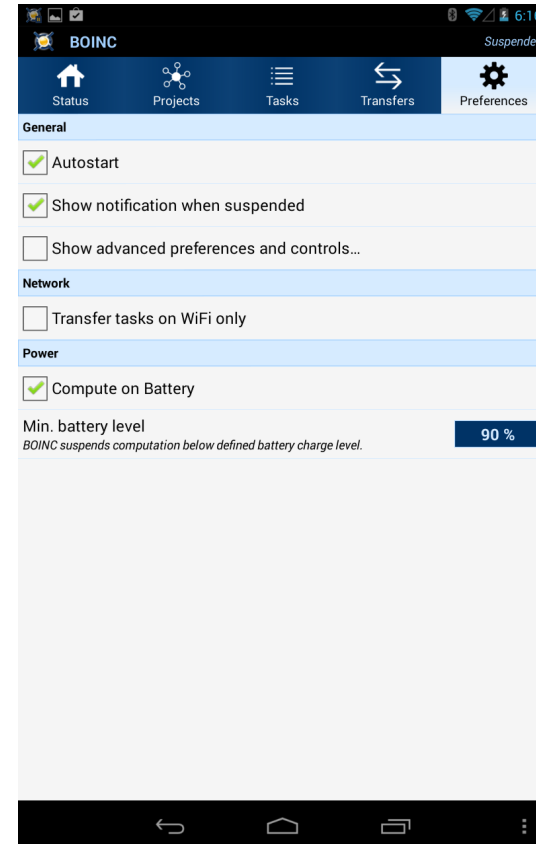 6:1
BOINC
Suspende
Status
Projects
Tasks
Transfers
Preferences
General
Autostart
Show notification when suspended
Show advanced preferences and controls...
Network
Transfer tasks on WiFi only
Power
Compute on Battery
Min. battery level
BOINC suspends computation below defined battery charge level.
90 %